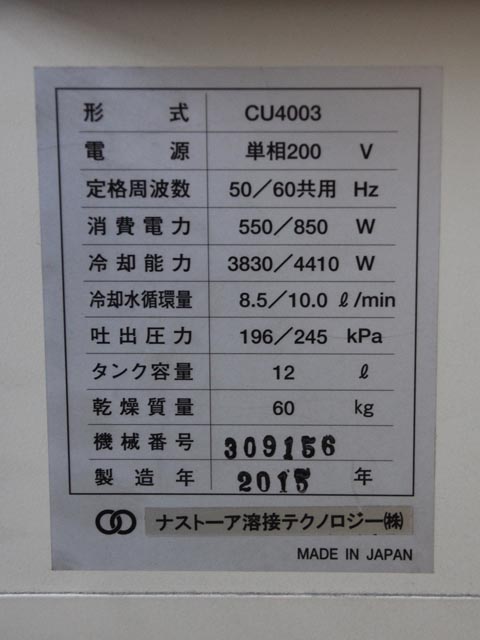 形式 CU4003
電源 単相200 V
定格周波数 50／60共用 Hz
消費電力 550／850 W
冷却能力 3830／4410 W
冷却水循環量 8.5／10.0 ℓ/min
吐出圧力 196／245 kPa
タンク容量 12 ℓ
乾燥質量 60 kg
機械番号 309156
製造年 2015 年
ナストーア溶接テクノロジー㈱
MADE IN JAPAN